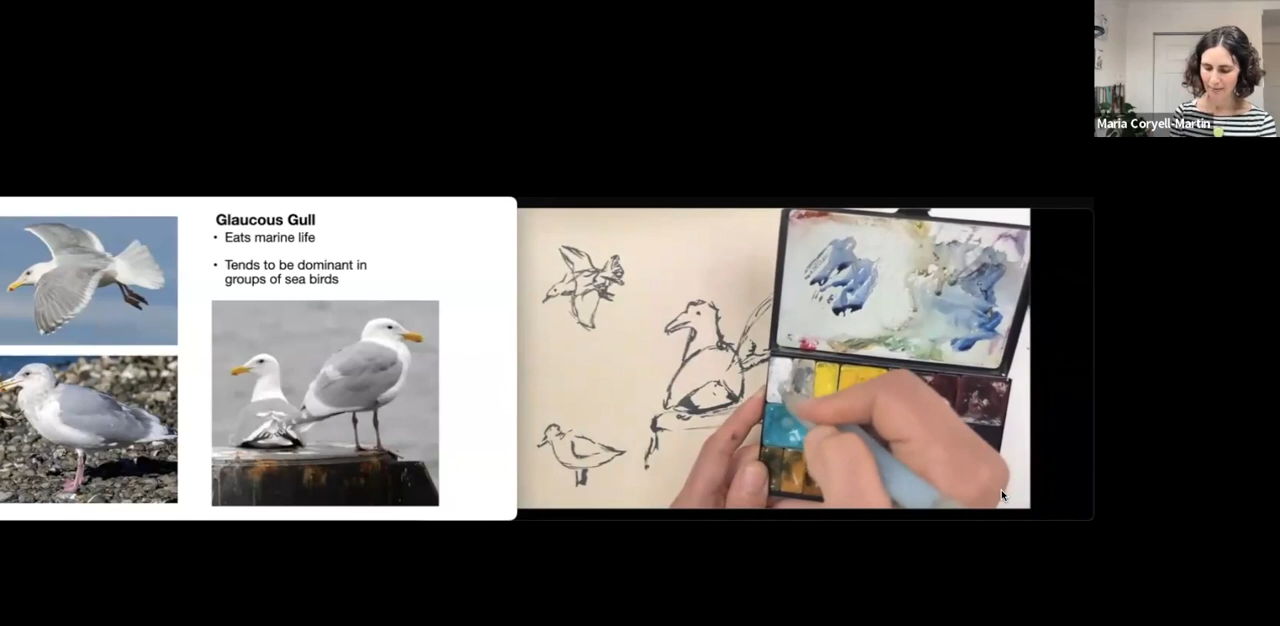 Maria Coryell-Martin
Glaucous Gull
• Eats marine life
• Tends to be dominant in
groups of sea birds